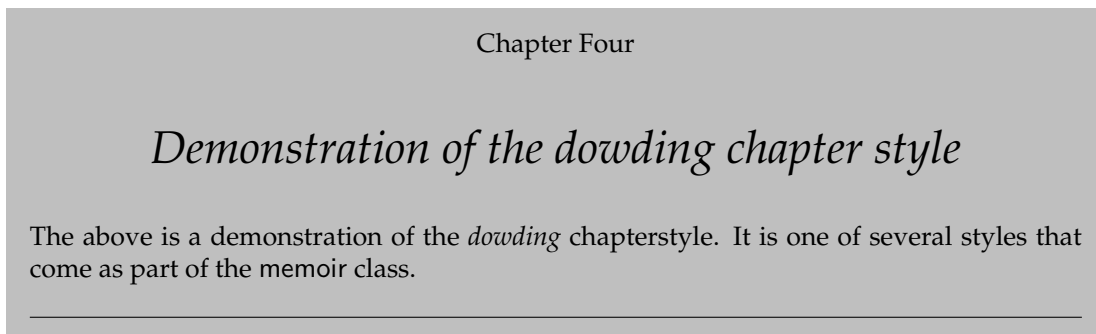 Chapter Four
Demonstration of the dowding chapter style
The above is a demonstration of the dowding chapterstyle. It is one of several styles that
come as part of the memoir class.